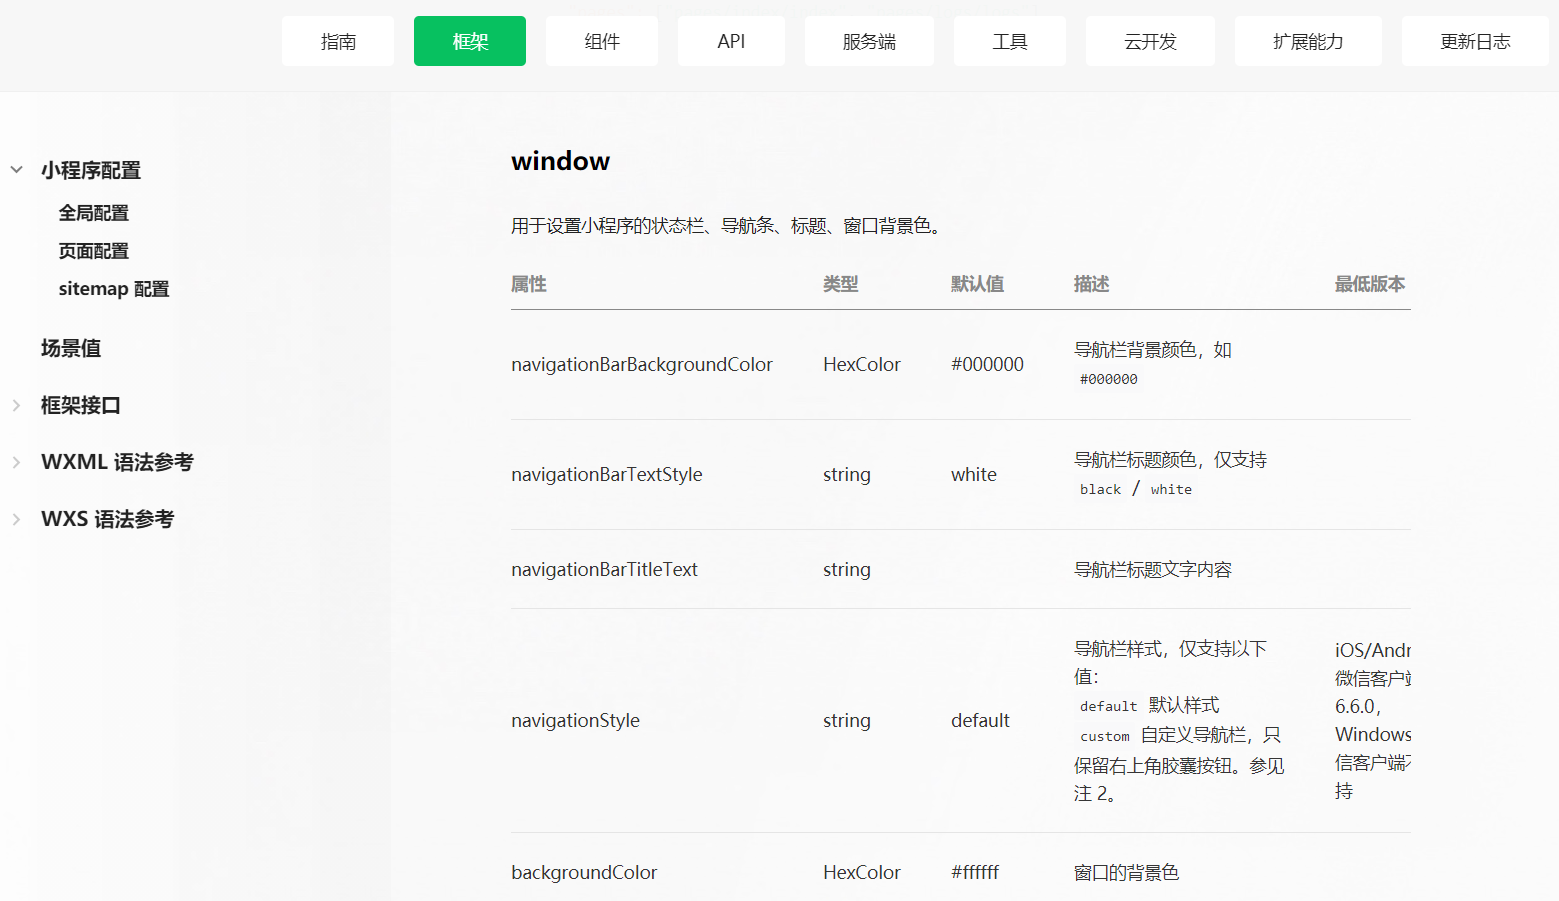 指南 框架 组件 API 服务端 工具 云开发 扩展能力 更新日志
小程序配置
全局配置
页面配置
sitemap 配置
场景值
框架接口
WXML 语法参考
WXS 语法参考
window
用于设置小程序的状态栏、导航条、标题、窗口背景色。
属性 类型 默认值 描述 最低版本
navigationBarBackgroundColor HexColor #000000 导航栏背景颜色，如
#000000
navigationBarTextStyle string white 导航栏标题颜色，仅支持
black / white
navigationBarTitleText string 导航栏标题文字内容
navigationStyle string default 导航栏样式，仅支持以下
值：
default 默认样式
custom 自定义导航栏，只
保留右上角胶囊按钮。参见
注 2。
iOS/Andr
微信客户端
6.6.0，
Windows
信客户端不
持
backgroundColor HexColor #ffffff 窗口的背景色